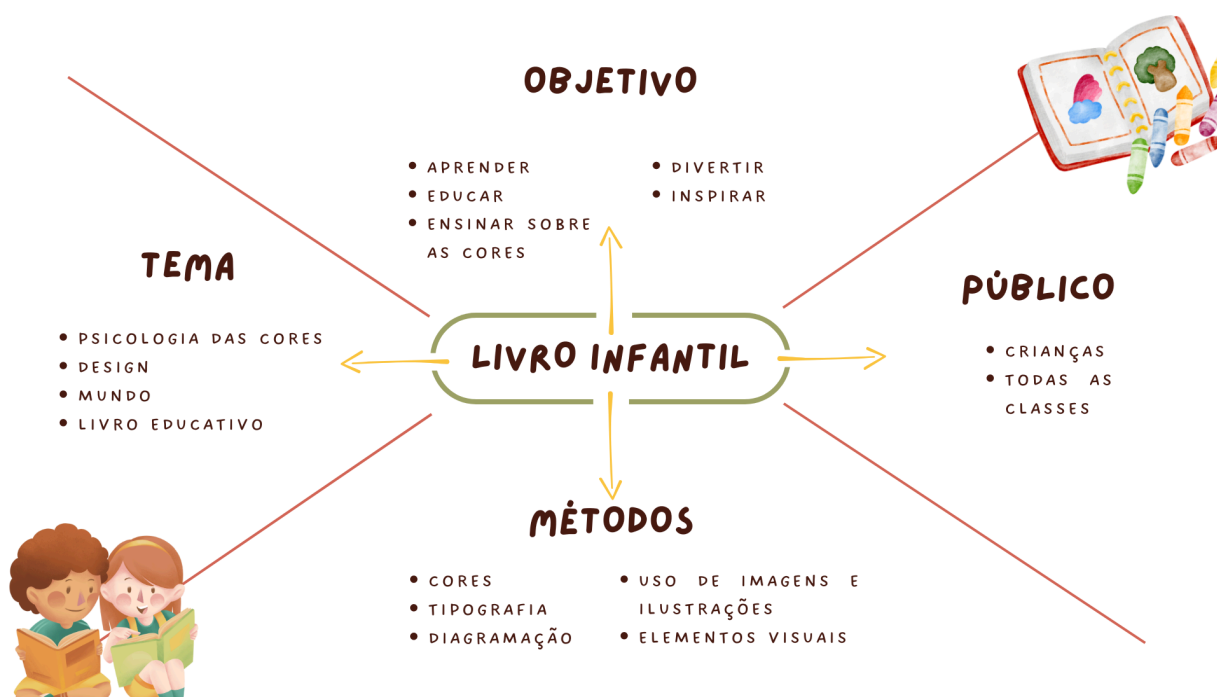 OBJETIVO
• APRENDER
• EDUCAR
• ENSINAR SOBRE
AS CORES
• DIVERTIR
• INSPIRAR
TEMA
• PSICOLOGIA DAS CORES
• DESIGN
• MUNDO
• LIVRO EDUCATIVO
LIVRO INFANTIL
PÚBLICO
• CRIANÇAS
• TODAS AS
CLASSES
MÉTODOS
• CORES
• TIPOGRAFIA
• DIAGRAMAÇÃO
• USO DE IMAGENS E
ILUSTRAÇÕES
• ELEMENTOS VISUAIS